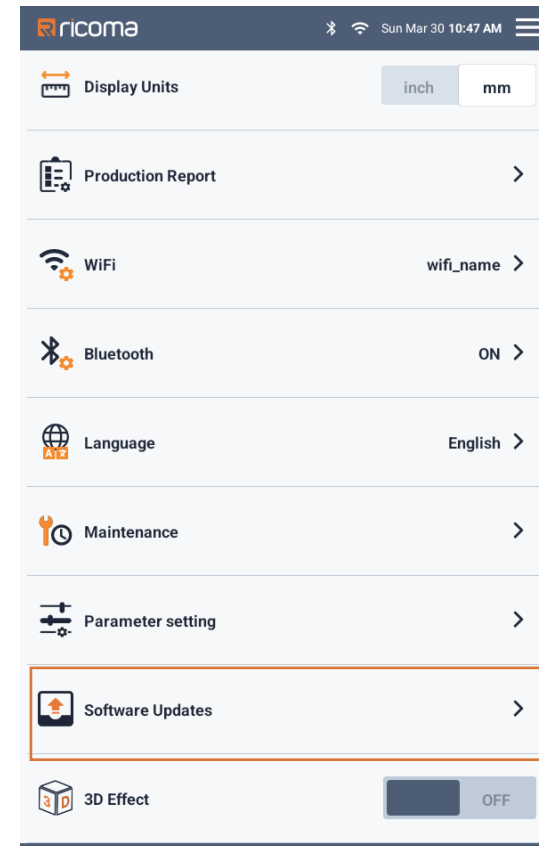 ricoma Sun Mar 30 10:47 AM
Display Units inch mm
Production Report
WiFi wifi_name
Bluetooth ON
Language English
Maintenance
Parameter setting
Software Updates
3D Effect OFF